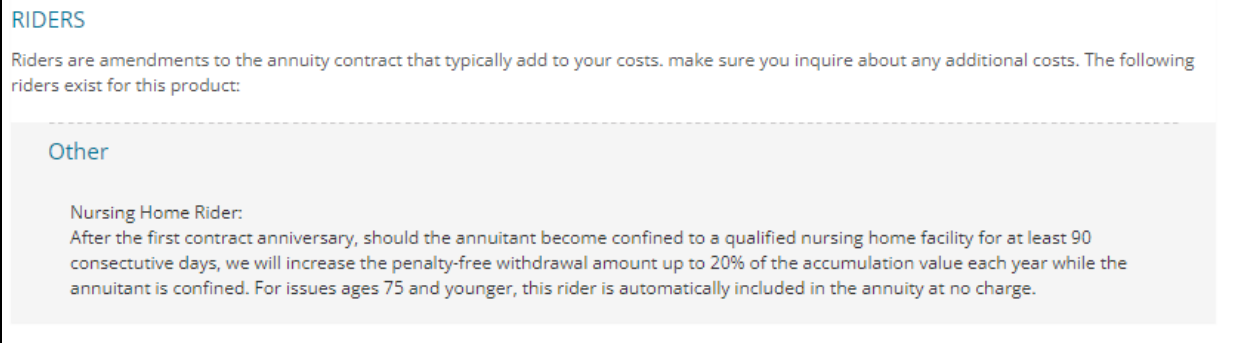 RIDERS
Riders are amendments to the annuity contract that typically add to your costs. make sure you inquire about any additional costs. The following
riders exist for this product:
Other
Nursing Home Rider:
After the first contract anniversary, should the annuitant become confined to a qualified nursing home facility for at least 90
consectutive days, we will increase the penalty-free withdrawal amount up to 20% of the accumulation value each year while the
annuitant is confined. For issues ages 75 and younger, this rider is automatically included in the annuity at no charge.